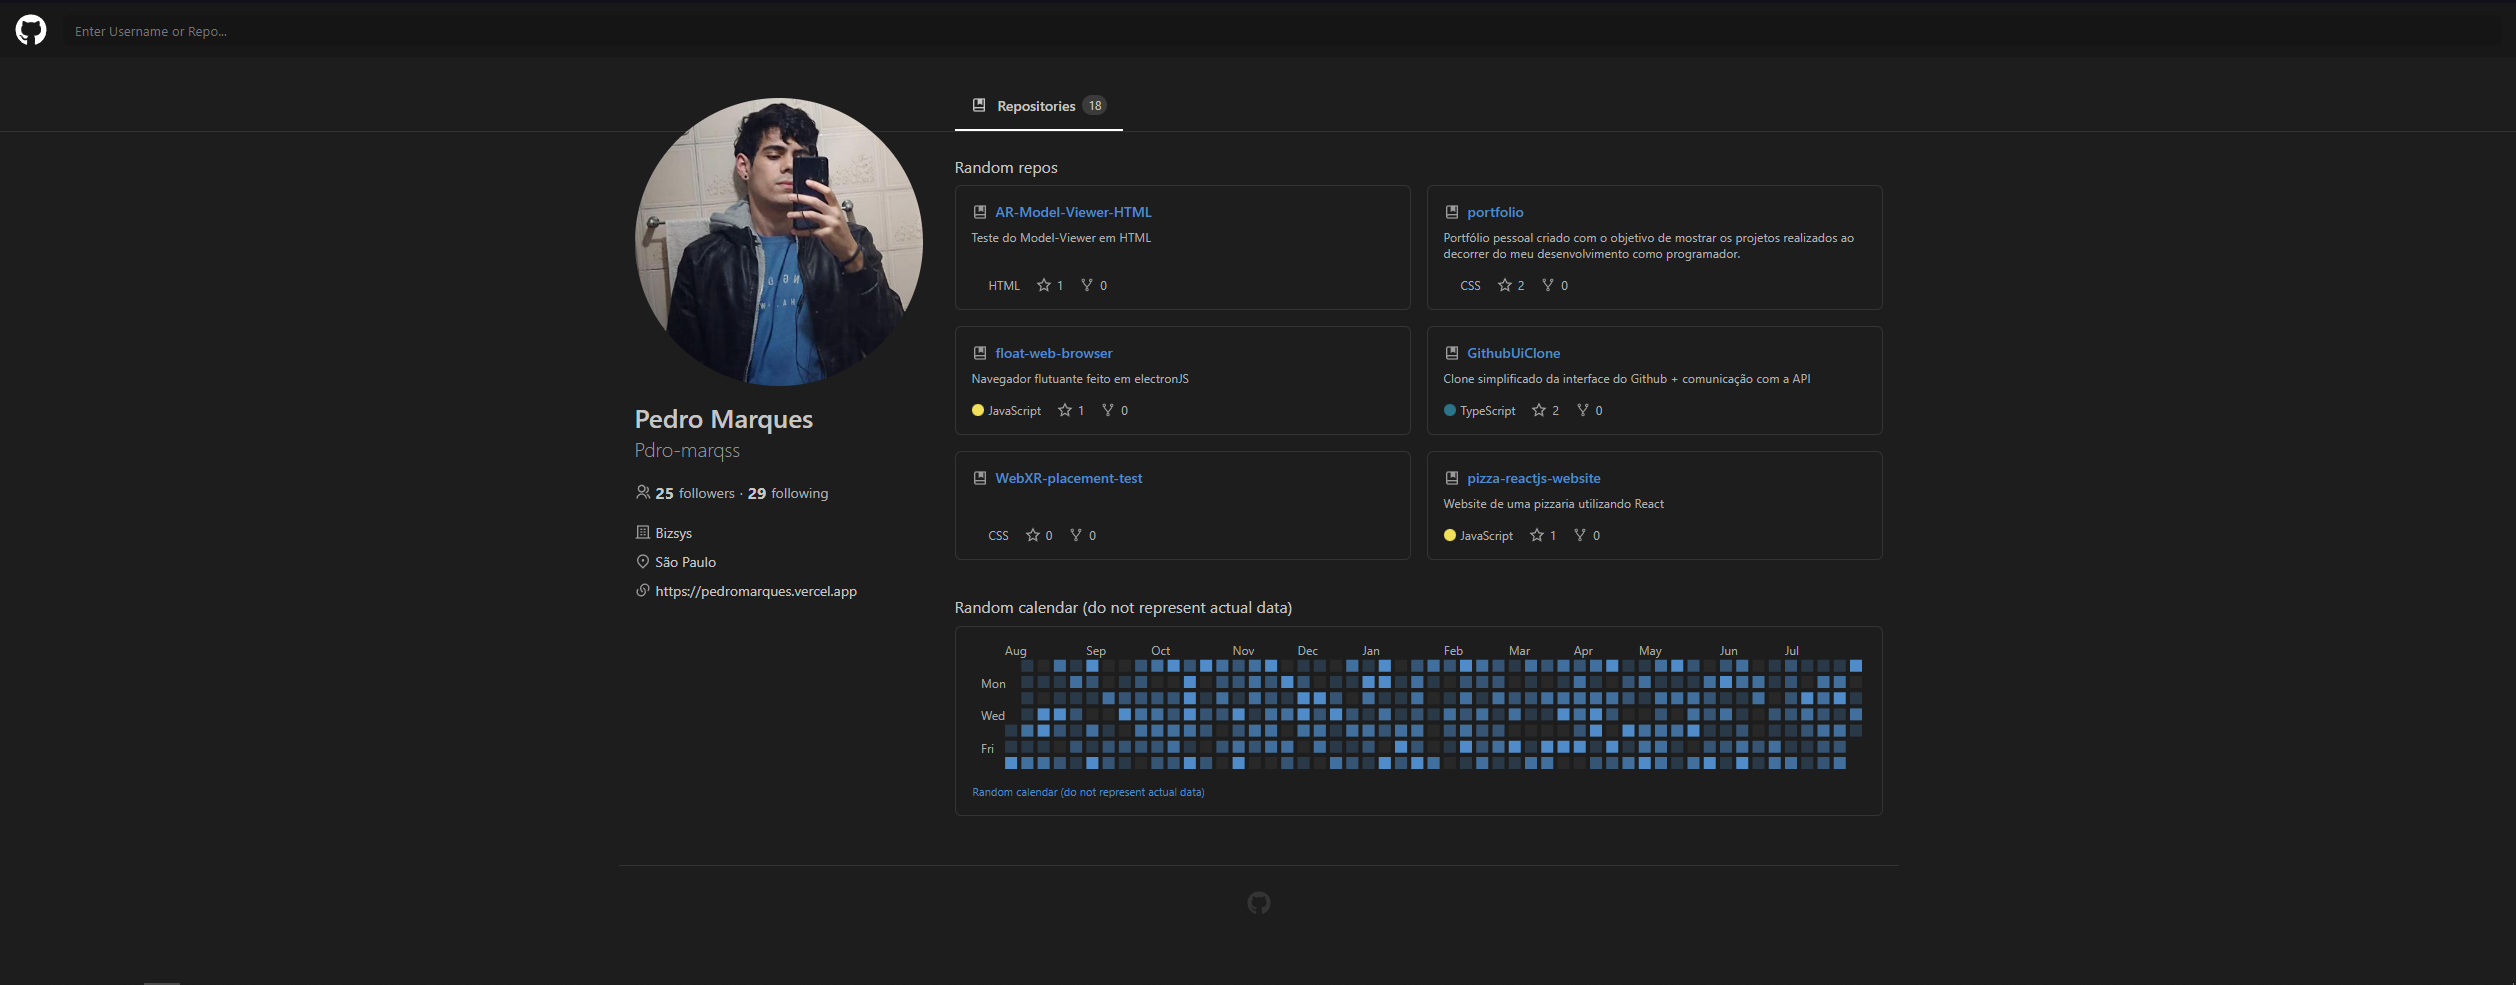 Enter Username or Repo...
Repositories 18
Pedro Marques
Pdro-marqss
25 followers · 29 following
Bizsys
São Paulo
https://pedromarques.vercel.app
Random repos
AR-Model-Viewer-HTML
Teste do Model-Viewer em HTML
HTML 1 0
portfolio
Portfólio pessoal criado com o objetivo de mostrar os projetos realizados ao
decorrer do meu desenvolvimento como programador.
CSS 2 0
float-web-browser
Navegador flutuante feito em electronJS
JavaScript 1 0
GithubUiClone
Clone simplificado da interface do Github + comunicação com a API
TypeScript 2 0
WebXR-placement-test
CSS 0 0
pizza-reactjs-website
Website de uma pizzaria utilizando React
JavaScript 1 0
Random calendar (do not represent actual data)
Aug Sep Oct Nov Dec Jan Feb Mar Apr May Jun Jul
Mon
Wed
Fri
Random calendar (do not represent actual data)